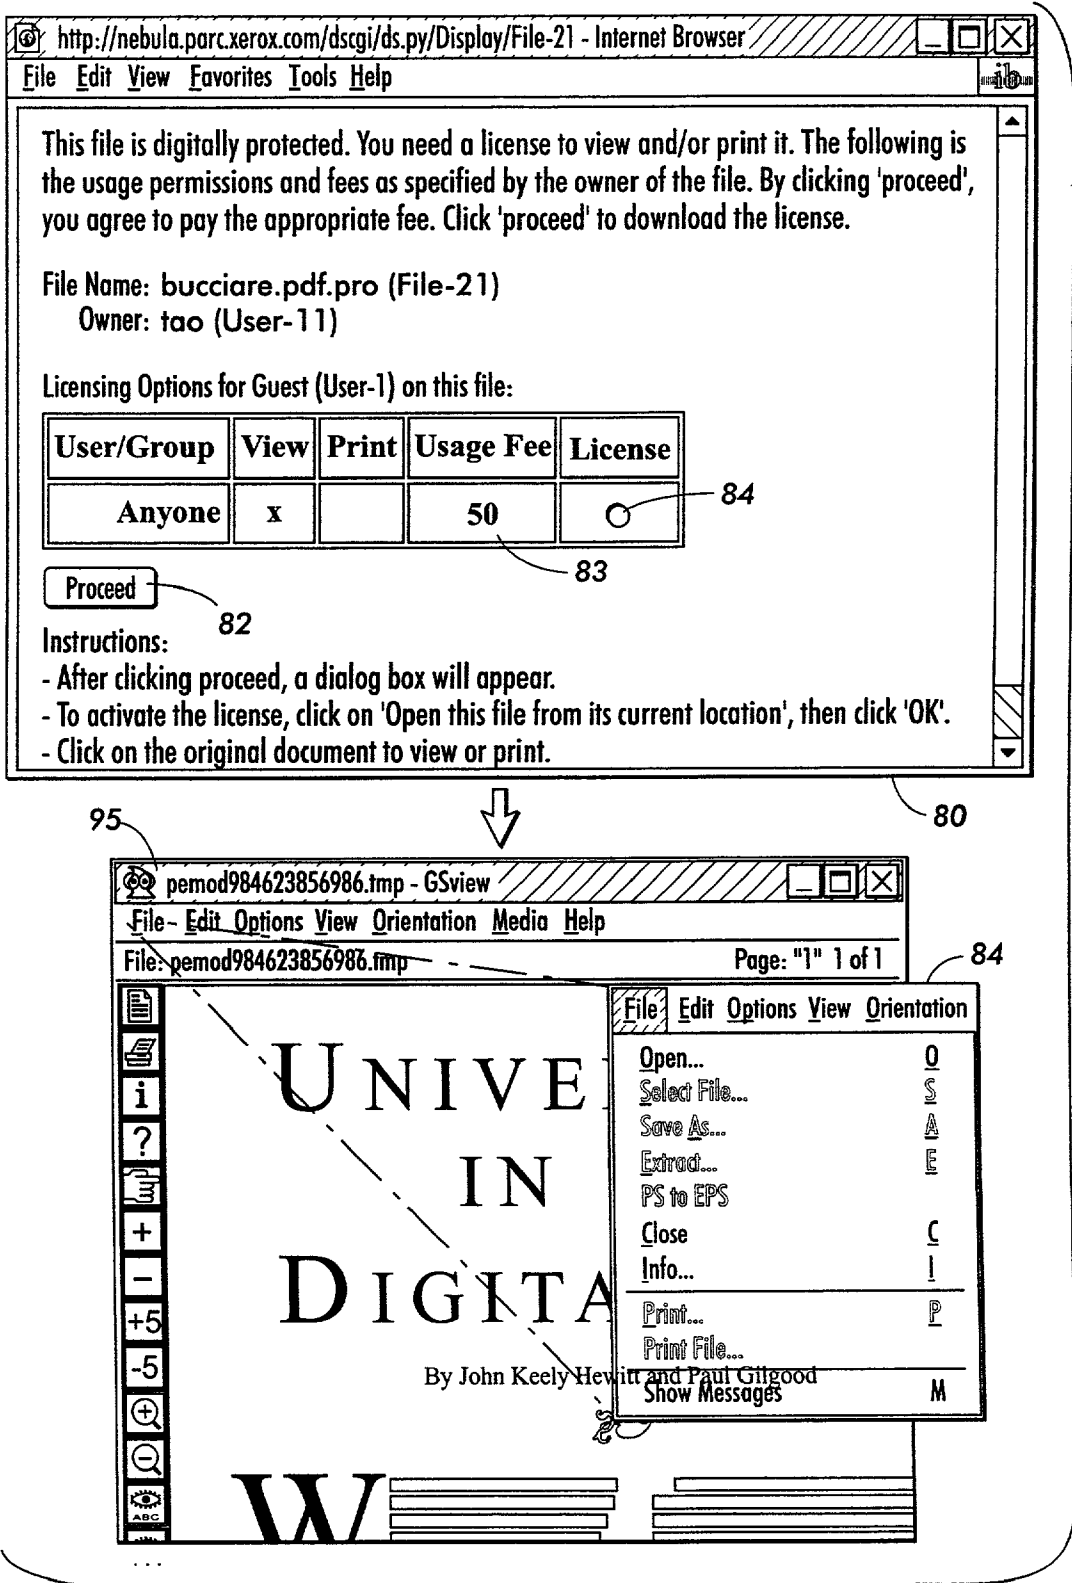 http://nebula.parc.xerox.com/dscgi/ds.py/Display/File-21 - Internet Browser
File Edit View Favorites Tools Help
ib
This file is digitally protected. You need a license to view and/or print it. The following is
the usage permissions and fees as specified by the owner of the file. By clicking 'proceed',
you agree to pay the appropriate fee. Click 'proceed' to download the license.
File Name: bucciare.pdf.pro (File-21)
Owner: tao (User-11)
Licensing Options for Guest (User-1) on this file:
User/Group View Print Usage Fee License
Anyone x 50
84
83
Proceed
82
Instructions:
- After clicking proceed, a dialog box will appear.
- To activate the license, click on 'Open this file from its current location', then click 'OK'.
- Click on the original document to view or print.
80
95
pemod984623856986.tmp - GSview
File Edit Options View Orientation Media Help
File: pemod984623856986.tmp Page: "1" 1 of 1
84
File Edit Options View Orientation
Open... O
Select File... S
Save As... A
Extract... E
PS to EPS
Close C
Info... I
Print... P
Print File...
Show Messages M
i
?
+
-
+5
-5
+
-
ABC
UNIVE
IN
DIGITA
By John Keely Hewitt and Paul Gilgood
W
...